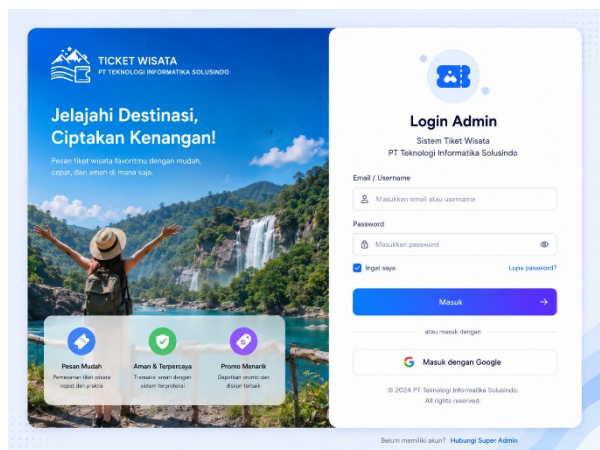 TICKET WISATA
PT TEKNOLOGI INFORMATIKA SOLUSINDO
Jelajahi Destinasi,
Ciptakan Kenangan!
Pesan tiket wisata favoritmu dengan mudah,
cepat, dan aman di mana saja.
Pesan Mudah
Pemesanan tiket wisata
cepat dan praktis
Aman & Terpercaya
Transaksi aman dengan
sistem terproteksi
Promo Menarik
Dapatkan promo dan
diskon terbaik
Login Admin
Sistem Tiket Wisata
PT Teknologi Informatika Solusindo
Email / Username
Masukkan email atau username
Password
Masukkan password
Ingat saya
Lupa password?
Masuk
atau masuk dengan
Masuk dengan Google
© 2024 PT Teknologi Informatika Solusindo.
All rights reserved.
Belum memiliki akun? Hubungi Super Admin